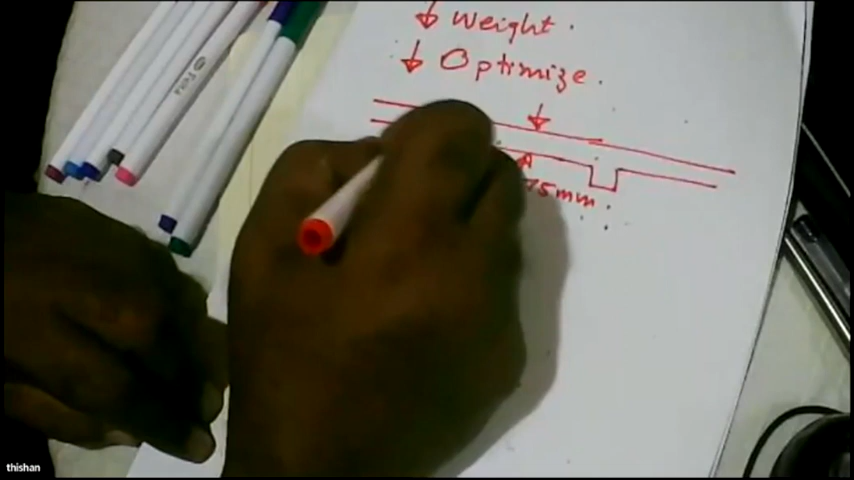 ↓ Weight.
↓ Optimize.
75mm.
thishan